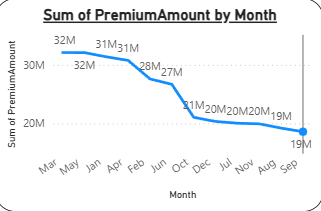 Sum of PremiumAmount by Month
Sum of PremiumAmount
30M
20M
32M
32M
31M
31M
28M
27M
21M
20M
20M
20M
19M
19M
Mar
May
Jan
Apr
Feb
Jun
Oct
Dec
Jul
Nov
Aug
Sep
Month